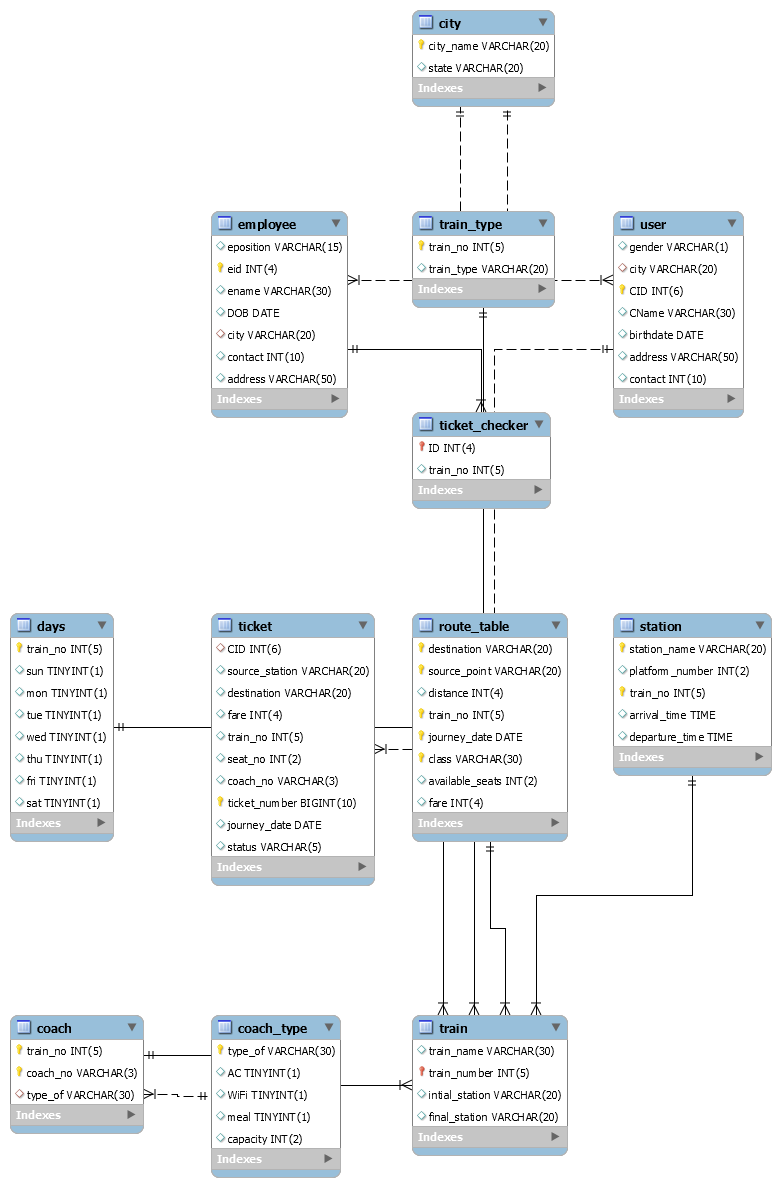 city
city_name VARCHAR(20)
state VARCHAR(20)
Indexes
employee
eposition VARCHAR(15)
eid INT(4)
ename VARCHAR(30)
DOB DATE
city VARCHAR(20)
contact INT(10)
address VARCHAR(50)
Indexes
train_type
train_no INT(5)
train_type VARCHAR(20)
Indexes
user
gender VARCHAR(1)
city VARCHAR(20)
CID INT(6)
CName VARCHAR(30)
birthdate DATE
address VARCHAR(50)
contact INT(10)
Indexes
ticket_checker
ID INT(4)
train_no INT(5)
Indexes
days
train_no INT(5)
sun TINYINT(1)
mon TINYINT(1)
tue TINYINT(1)
wed TINYINT(1)
thu TINYINT(1)
fri TINYINT(1)
sat TINYINT(1)
Indexes
ticket
CID INT(6)
source_station VARCHAR(20)
destination VARCHAR(20)
fare INT(4)
train_no INT(5)
seat_no INT(2)
coach_no VARCHAR(3)
ticket_number BIGINT(10)
journey_date DATE
status VARCHAR(5)
Indexes
route_table
destination VARCHAR(20)
source_point VARCHAR(20)
distance INT(4)
train_no INT(5)
journey_date DATE
class VARCHAR(30)
available_seats INT(2)
fare INT(4)
Indexes
station
station_name VARCHAR(20)
platform_number INT(2)
train_no INT(5)
arrival_time TIME
departure_time TIME
Indexes
coach
train_no INT(5)
coach_no VARCHAR(3)
type_of VARCHAR(30)
Indexes
coach_type
type_of VARCHAR(30)
AC TINYINT(1)
WiFi TINYINT(1)
meal TINYINT(1)
capacity INT(2)
Indexes
train
train_name VARCHAR(30)
train_number INT(5)
intial_station VARCHAR(20)
final_station VARCHAR(20)
Indexes